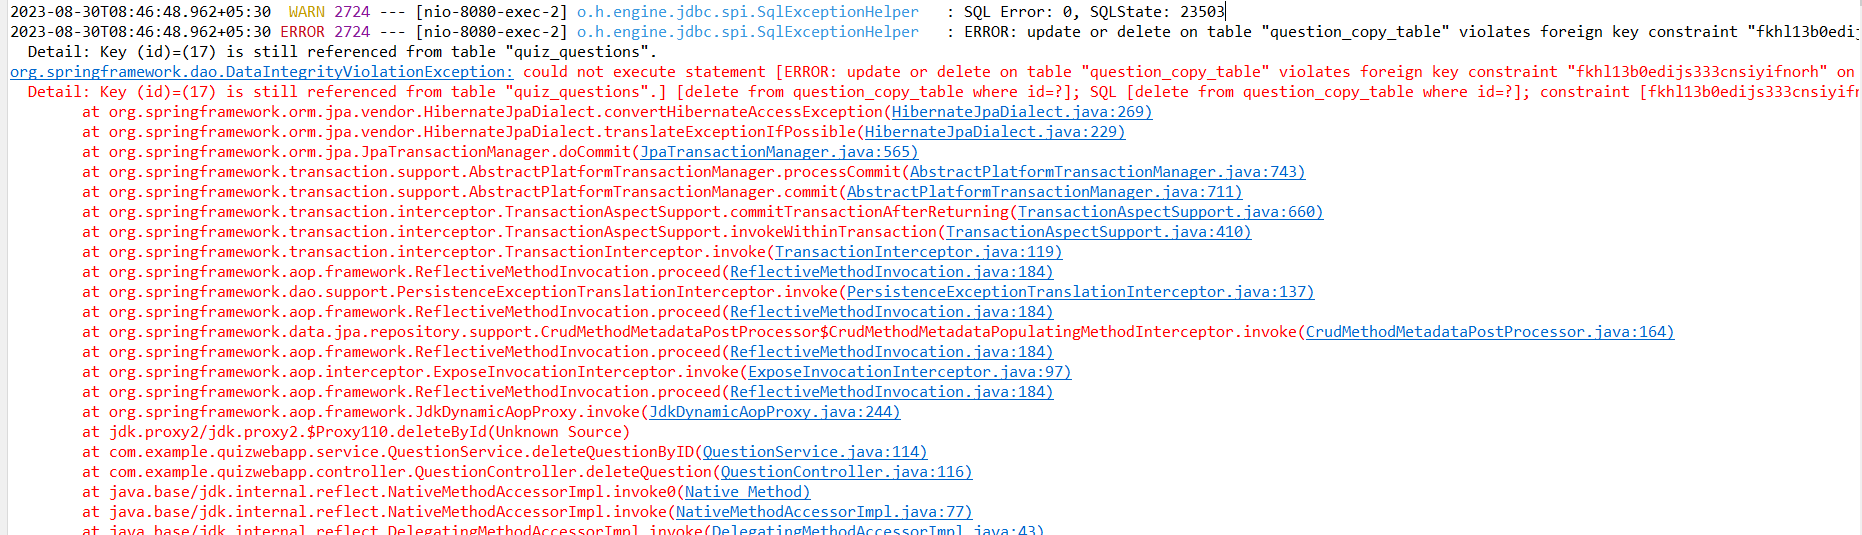 2023-08-30T08:46:48.962+05:30  WARN 2724 --- [nio-8080-exec-2] o.h.engine.jdbc.spi.SqlExceptionHelper   : SQL Error: 0, SQLState: 23503
2023-08-30T08:46:48.962+05:30 ERROR 2724 --- [nio-8080-exec-2] o.h.engine.jdbc.spi.SqlExceptionHelper   : ERROR: update or delete on table "question_copy_table" violates foreign key constraint "fkhl13b0edij
  Detail: Key (id)=(17) is still referenced from table "quiz_questions".
org.springframework.dao.DataIntegrityViolationException: could not execute statement [ERROR: update or delete on table "question_copy_table" violates foreign key constraint "fkhl13b0edijs333cnsiyifnorh" on
  Detail: Key (id)=(17) is still referenced from table "quiz_questions".] [delete from question_copy_table where id=?]; SQL [delete from question_copy_table where id=?]; constraint [fkhl13b0edijs333cnsiyifn
	at org.springframework.orm.jpa.vendor.HibernateJpaDialect.convertHibernateAccessException(HibernateJpaDialect.java:269)
	at org.springframework.orm.jpa.vendor.HibernateJpaDialect.translateExceptionIfPossible(HibernateJpaDialect.java:229)
	at org.springframework.orm.jpa.JpaTransactionManager.doCommit(JpaTransactionManager.java:565)
	at org.springframework.transaction.support.AbstractPlatformTransactionManager.processCommit(AbstractPlatformTransactionManager.java:743)
	at org.springframework.transaction.support.AbstractPlatformTransactionManager.commit(AbstractPlatformTransactionManager.java:711)
	at org.springframework.transaction.interceptor.TransactionAspectSupport.commitTransactionAfterReturning(TransactionAspectSupport.java:660)
	at org.springframework.transaction.interceptor.TransactionAspectSupport.invokeWithinTransaction(TransactionAspectSupport.java:410)
	at org.springframework.transaction.interceptor.TransactionInterceptor.invoke(TransactionInterceptor.java:119)
	at org.springframework.aop.framework.ReflectiveMethodInvocation.proceed(ReflectiveMethodInvocation.java:184)
	at org.springframework.dao.support.PersistenceExceptionTranslationInterceptor.invoke(PersistenceExceptionTranslationInterceptor.java:137)
	at org.springframework.aop.framework.ReflectiveMethodInvocation.proceed(ReflectiveMethodInvocation.java:184)
	at org.springframework.data.jpa.repository.support.CrudMethodMetadataPostProcessor$CrudMethodMetadataPopulatingMethodInterceptor.invoke(CrudMethodMetadataPostProcessor.java:164)
	at org.springframework.aop.framework.ReflectiveMethodInvocation.proceed(ReflectiveMethodInvocation.java:184)
	at org.springframework.aop.interceptor.ExposeInvocationInterceptor.invoke(ExposeInvocationInterceptor.java:97)
	at org.springframework.aop.framework.ReflectiveMethodInvocation.proceed(ReflectiveMethodInvocation.java:184)
	at org.springframework.aop.framework.JdkDynamicAopProxy.invoke(JdkDynamicAopProxy.java:244)
	at jdk.proxy2/jdk.proxy2.$Proxy110.deleteById(Unknown Source)
	at com.example.quizwebapp.service.QuestionService.deleteQuestionByID(QuestionService.java:114)
	at com.example.quizwebapp.controller.QuestionController.deleteQuestion(QuestionController.java:116)
	at java.base/jdk.internal.reflect.NativeMethodAccessorImpl.invoke0(Native Method)
	at java.base/jdk.internal.reflect.NativeMethodAccessorImpl.invoke(NativeMethodAccessorImpl.java:77)
	at java.base/jdk.internal.reflect.DelegatingMethodAccessorImpl.invoke(DelegatingMethodAccessorImpl.java:43)